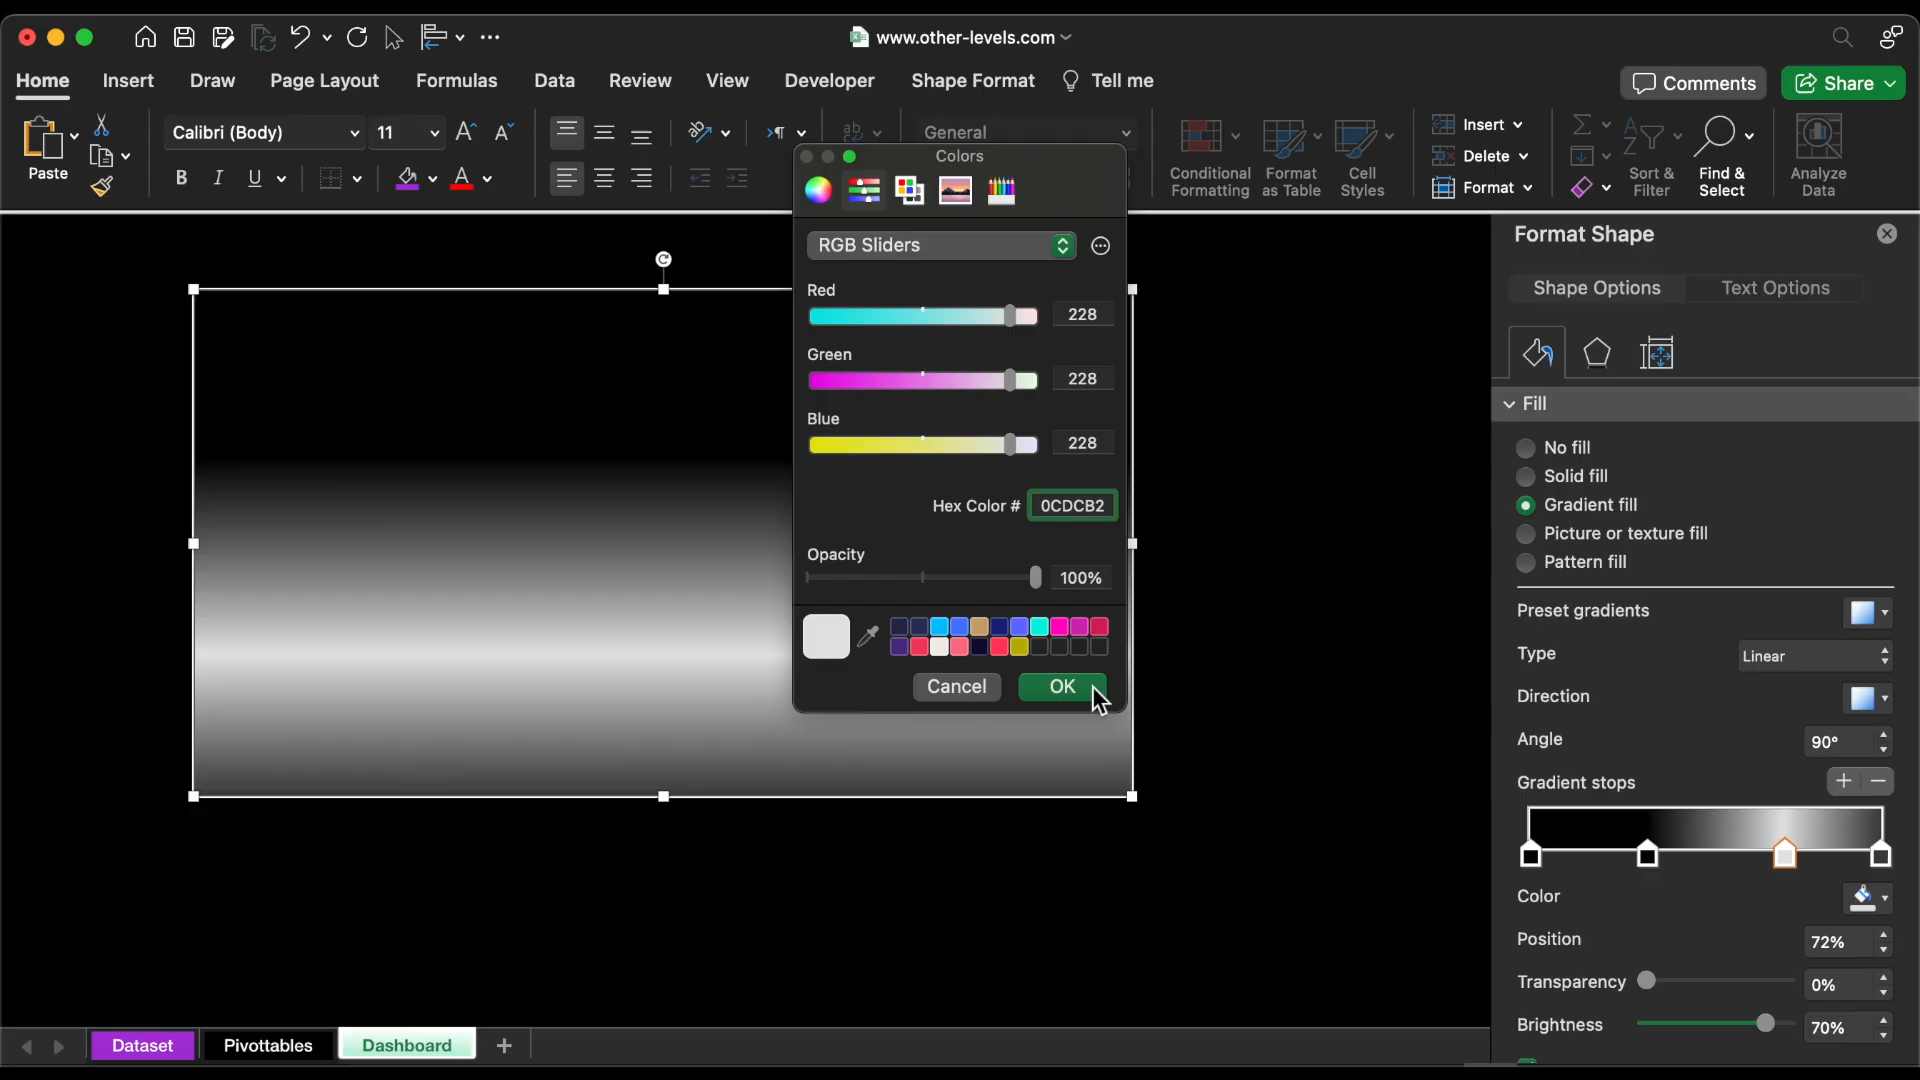 www.other-levels.com
Home Insert Draw Page Layout Formulas Data Review View Developer Shape Format Tell me Comments Share
Paste
Calibri (Body) 11
B I U A
ab
General
Conditional Formatting
Format as Table
Cell Styles
Insert
Delete
Format
Sort & Filter
Find & Select
Analyze Data
Colors
RGB Sliders
Red
228
Green
228
Blue
228
Hex Color # 0CDCB2
Opacity
100%
Cancel OK
Format Shape
Shape Options Text Options
Fill
No fill
Solid fill
Gradient fill
Picture or texture fill
Pattern fill
Preset gradients
Type Linear
Direction
Angle 90°
Gradient stops
Color
Position 72%
Transparency 0%
Brightness 70%
Dataset Pivottables Dashboard